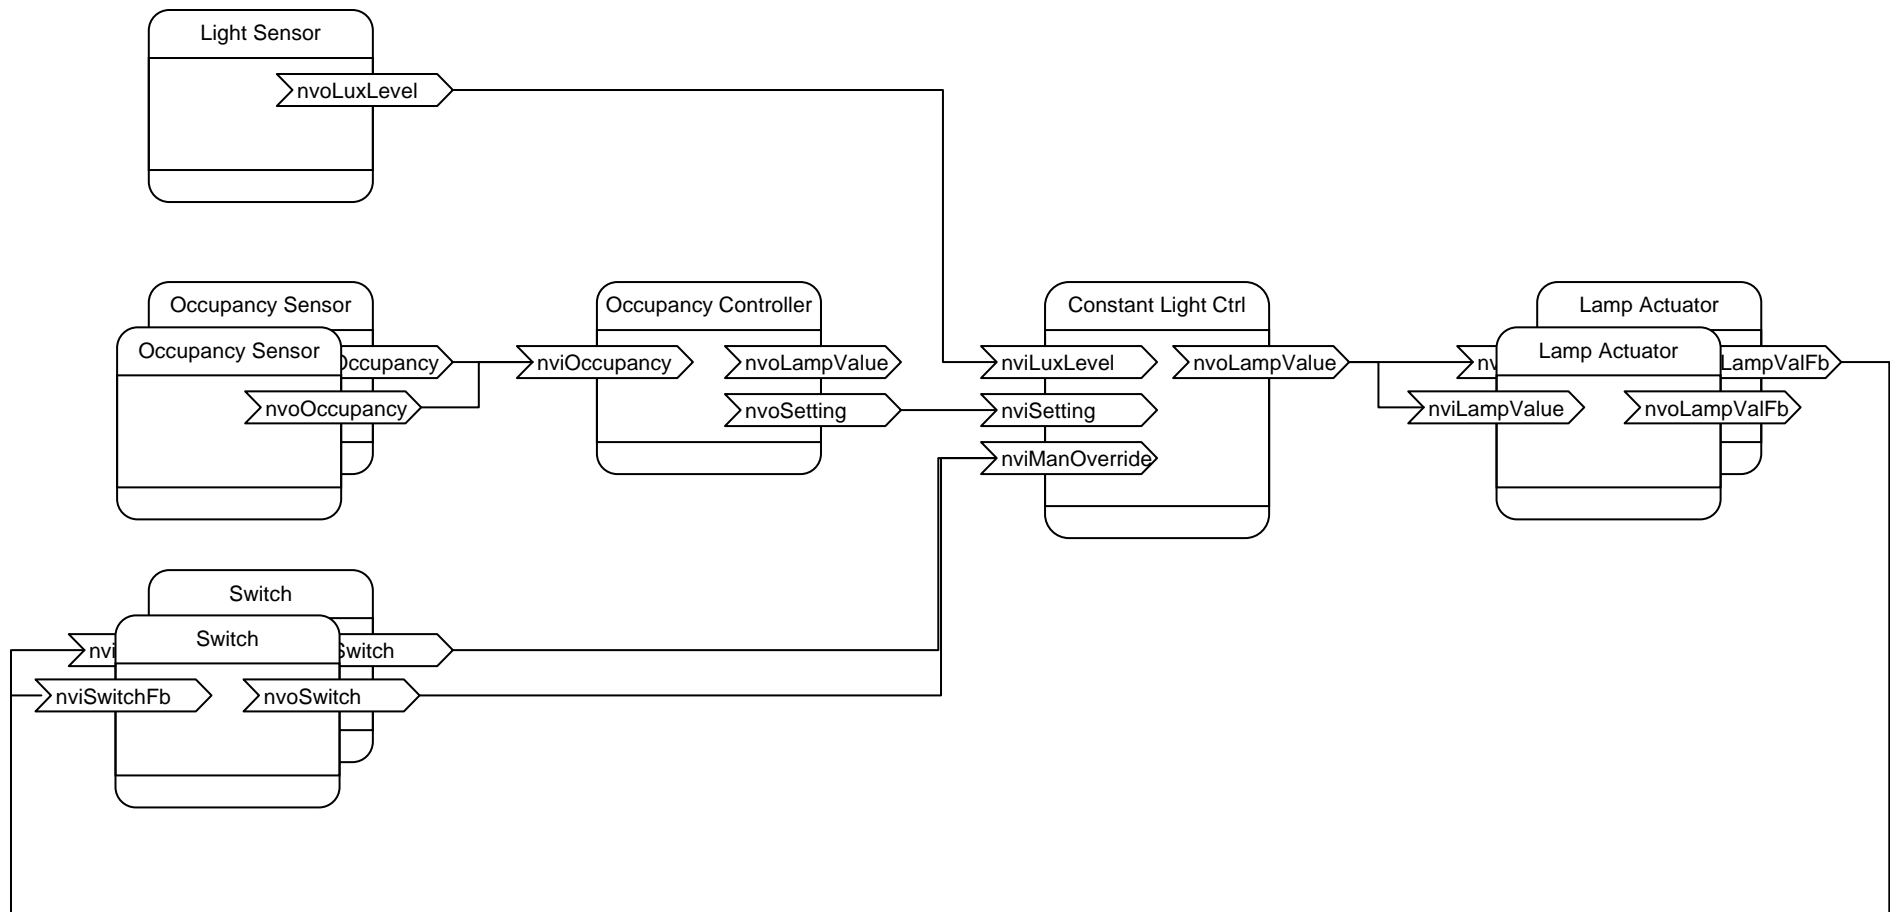 Light Sensor
nvoLuxLevel
Occupancy Sensor
Occupancy Sensor
Occupancy
nvoOccupancy
Occupancy Controller
nviOccupancy
nvoLampValue
nvoSetting
Constant Light Ctrl
nviLuxLevel
nvoLampValue
nviSetting
nviManOverride
Lamp Actuator
Lamp Actuator
nv
LampValFb
nviLampValue
nvoLampValFb
Switch
Switch
nvi
Switch
nviSwitchFb
nvoSwitch